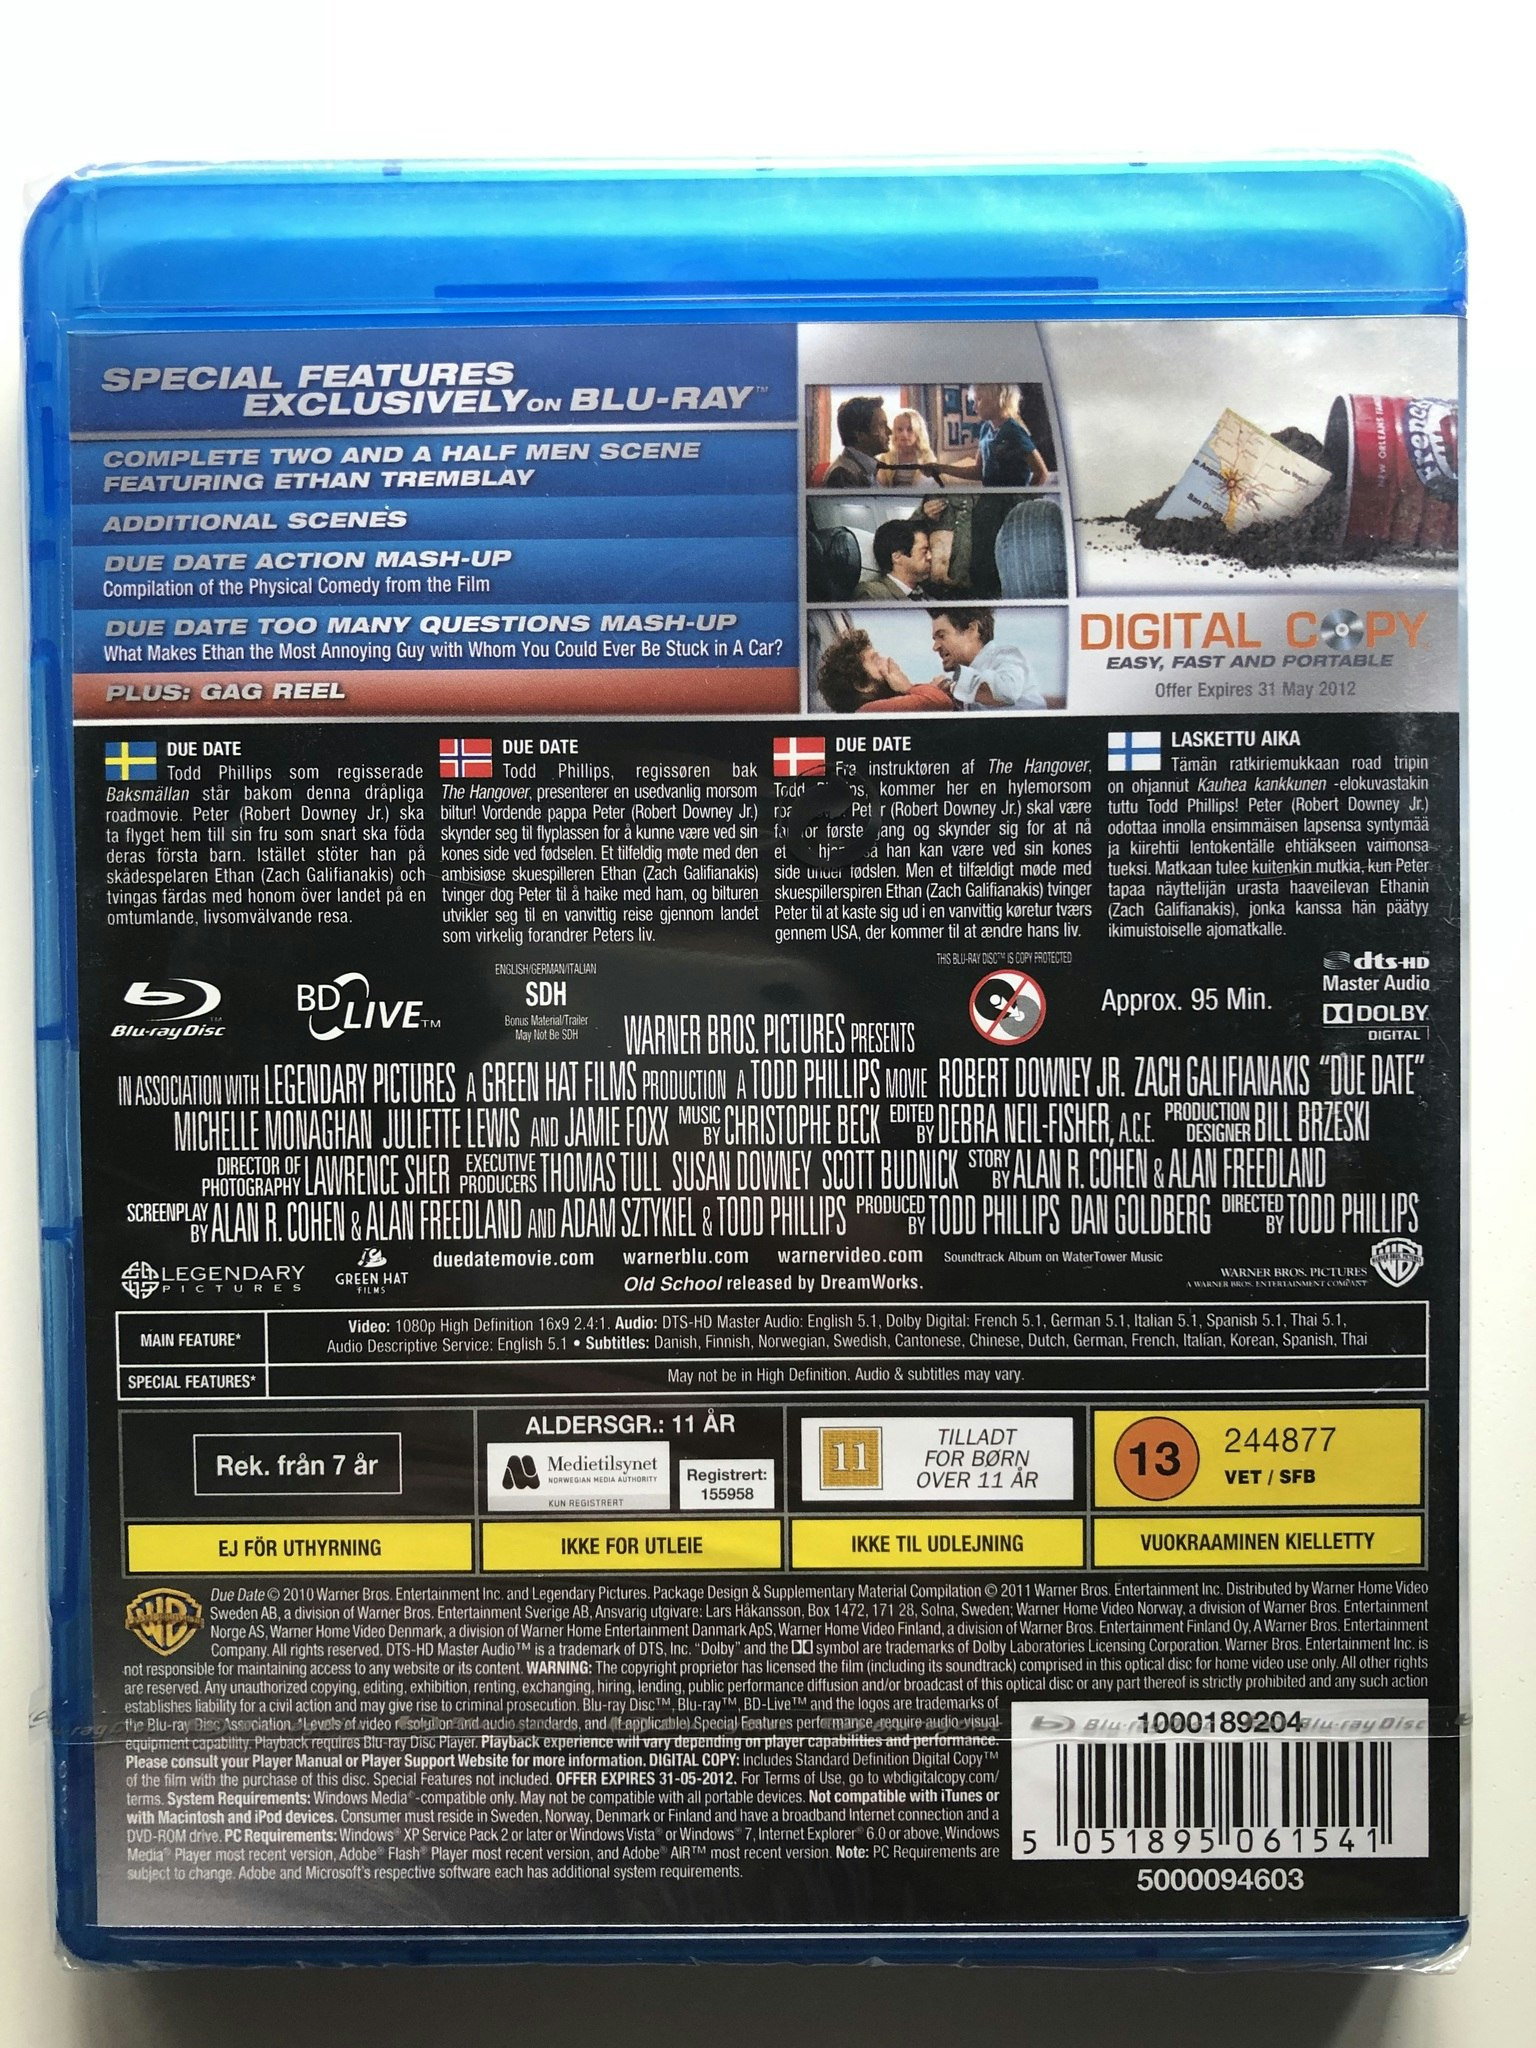 SPECIAL FEATURES
EXCLUSIVELY ON BLU-RAY™
COMPLETE TWO AND A HALF MEN SCENE
FEATURING ETHAN TREMBLAY
ADDITIONAL SCENES
DUE DATE ACTION MASH-UP
Compilation of the Physical Comedy from the Film
DUE DATE TOO MANY QUESTIONS MASH-UP
What Makes Ethan the Most Annoying Guy with Whom You Could Ever Be Stuck in A Car?
PLUS: GAG REEL
Las Vegas
San Diego
French
DIGITAL COPY™
EASY, FAST AND PORTABLE
Offer Expires 31 May 2012
DUE DATE
Todd Phillips som regisserade
Baksmällan står bakom denna dråpliga
roadmovie. Peter (Robert Downey Jr.) ska
ta flyget hem till sin fru som snart ska föda
deras första barn. Istället stöter han på
skådespelaren Ethan (Zach Galifianakis) och
tvingas färdas med honom över landet på en
omtumlande, livsomvälvande resa.
DUE DATE
Todd Phillips, regissøren bak
The Hangover, presenterer en usedvanlig morsom
biltur! Vordende pappa Peter (Robert Downey Jr.)
skynder seg til flyplassen for å kunne være ved sin
kones side ved fødselen. Et tilfeldig møte med den
ambisiøse skuespilleren Ethan (Zach Galifianakis)
tvinger dog Peter til å haike med ham, og bilturen
utvikler seg til en vanvittig reise gjennom landet
som virkelig forandrer Peters liv.
DUE DATE
Fra instruktøren af The Hangover,
Todd kommer her en hylemorsom
(Robert Downey Jr.) skal være
for første gang og skynder sig for at nå
et så han kan være ved sin kones
side under fødslen. Men et tilfældigt møde med
skuespillerspiren Ethan (Zach Galifianakis) tvinger
Peter til at kaste sig ud i en vanvittig køretur tværs
gennem USA, der kommer til at ændre hans liv.
LASKETTU AIKA
Tämän ratkiriemukkaan road tripin
on ohjannut Kauhea kankkunen -elokuvastakin
tuttu Todd Phillips! Peter (Robert Downey Jr.)
odottaa innolla ensimmäisen lapsensa syntymää
ja kiirehtii lentokentälle ehtiäkseen vaimonsa
tueksi. Matkaan tulee kuitenkin mutkia, kun Peter
tapaa näyttelijän urasta haaveilevan Ethanin
(Zach Galifianakis), jonka kanssa hän päätyy
ikimuistoiselle ajomatkalle.
Blu-ray Disc™
BD LIVE™
ENGLISH/GERMAN/ITALIAN
SDH
Bonus Material/Trailer
May Not Be SDH
THIS BLU-RAY DISC™ IS COPY PROTECTED
Approx. 95 Min.
dts-HD
Master Audio
DOLBY
DIGITAL
WARNER BROS. PICTURES PRESENTS
IN ASSOCIATION WITH LEGENDARY PICTURES A GREEN HAT FILMS PRODUCTION A TODD PHILLIPS MOVIE ROBERT DOWNEY JR. ZACH GALIFIANAKIS "DUE DATE"
MICHELLE MONAGHAN JULIETTE LEWIS AND JAMIE FOXX MUSIC BY CHRISTOPHE BECK EDITED BY DEBRA NEIL-FISHER, A.C.E. PRODUCTION DESIGNER BILL BRZESKI
DIRECTOR OF PHOTOGRAPHY LAWRENCE SHER EXECUTIVE PRODUCERS THOMAS TULL SUSAN DOWNEY SCOTT BUDNICK STORY BY ALAN R. COHEN & ALAN FREEDLAND
SCREENPLAY BY ALAN R. COHEN & ALAN FREEDLAND AND ADAM SZTYKIEL & TODD PHILLIPS PRODUCED BY TODD PHILLIPS DAN GOLDBERG DIRECTED BY TODD PHILLIPS
LEGENDARY
PICTURES
GREEN HAT
FILMS
duedatemovie.com warnerblu.com warnervideo.com Soundtrack Album on WaterTower Music
Old School released by DreamWorks.
WARNER BROS. PICTURES
A WARNER BROS. ENTERTAINMENT COMPANY
MAIN FEATURE*
Video: 1080p High Definition 16x9 2.4:1. Audio: DTS-HD Master Audio: English 5.1, Dolby Digital: French 5.1, German 5.1, Italian 5.1, Spanish 5.1, Thai 5.1,
Audio Descriptive Service: English 5.1 • Subtitles: Danish, Finnish, Norwegian, Swedish, Cantonese, Chinese, Dutch, German, French, Italian, Korean, Spanish, Thai
SPECIAL FEATURES*
May not be in High Definition. Audio & subtitles may vary.
Rek. från 7 år
ALDERSGR.: 11 ÅR
Medietilsynet
NORWEGIAN MEDIA AUTHORITY
KUN REGISTRERT
Registrert:
155958
11
TILLADT
FOR BØRN
OVER 11 ÅR
13
244877
VET / SFB
EJ FÖR UTHYRNING
IKKE FOR UTLEIE
IKKE TIL UDLEJNING
VUOKRAAMINEN KIELLETTY
Due Date © 2010 Warner Bros. Entertainment Inc. and Legendary Pictures. Package Design & Supplementary Material Compilation © 2011 Warner Bros. Entertainment Inc. Distributed by Warner Home Video
Sweden AB, a division of Warner Bros. Entertainment Sverige AB, Ansvarig utgivare: Lars Håkansson, Box 1472, 171 28, Solna, Sweden; Warner Home Video Norway, a division of Warner Bros. Entertainment
Norge AS, Warner Home Video Denmark, a division of Warner Home Entertainment Danmark ApS, Warner Home Video Finland, a division of Warner Bros. Entertainment Finland Oy, A Warner Bros. Entertainment
Company. All rights reserved. DTS-HD Master Audio™ is a trademark of DTS, Inc. "Dolby" and the symbol are trademarks of Dolby Laboratories Licensing Corporation. Warner Bros. Entertainment Inc. is
not responsible for maintaining access to any website or its content. WARNING: The copyright proprietor has licensed the film (including its soundtrack) comprised in this optical disc for home video use only. All other rights
are reserved. Any unauthorized copying, editing, exhibition, renting, exchanging, hiring, lending, public performance diffusion and/or broadcast of this optical disc or any part thereof is strictly prohibited and any such action
establishes liability for a civil action and may give rise to criminal prosecution. Blu-ray Disc™, Blu-ray™, BD-Live™ and the logos are trademarks of
the Blu-ray Disc Association. *Levels of video resolution and audio standards, and (if applicable) Special Features performance, require audio-visual
equipment capability. Playback requires Blu-ray Disc Player. Playback experience will vary depending on player capabilities and performance.
Please consult your Player Manual or Player Support Website for more information. DIGITAL COPY: Includes Standard Definition Digital Copy™
of the film with the purchase of this disc. Special Features not included. OFFER EXPIRES 31-05-2012. For Terms of Use, go to wbdigitalcopy.com/
terms. System Requirements: Windows Media®-compatible only. May not be compatible with all portable devices. Not compatible with iTunes or
with Macintosh and iPod devices. Consumer must reside in Sweden, Norway, Denmark or Finland and have a broadband Internet connection and a
DVD-ROM drive. PC Requirements: Windows® XP Service Pack 2 or later or Windows Vista® or Windows® 7, Internet Explorer® 6.0 or above, Windows
Media® Player most recent version, Adobe® Flash® Player most recent version, and Adobe® AIR™ most recent version. Note: PC Requirements are
subject to change. Adobe and Microsoft's respective software each has additional system requirements.
1000189204
5 051895 061541
5000094603